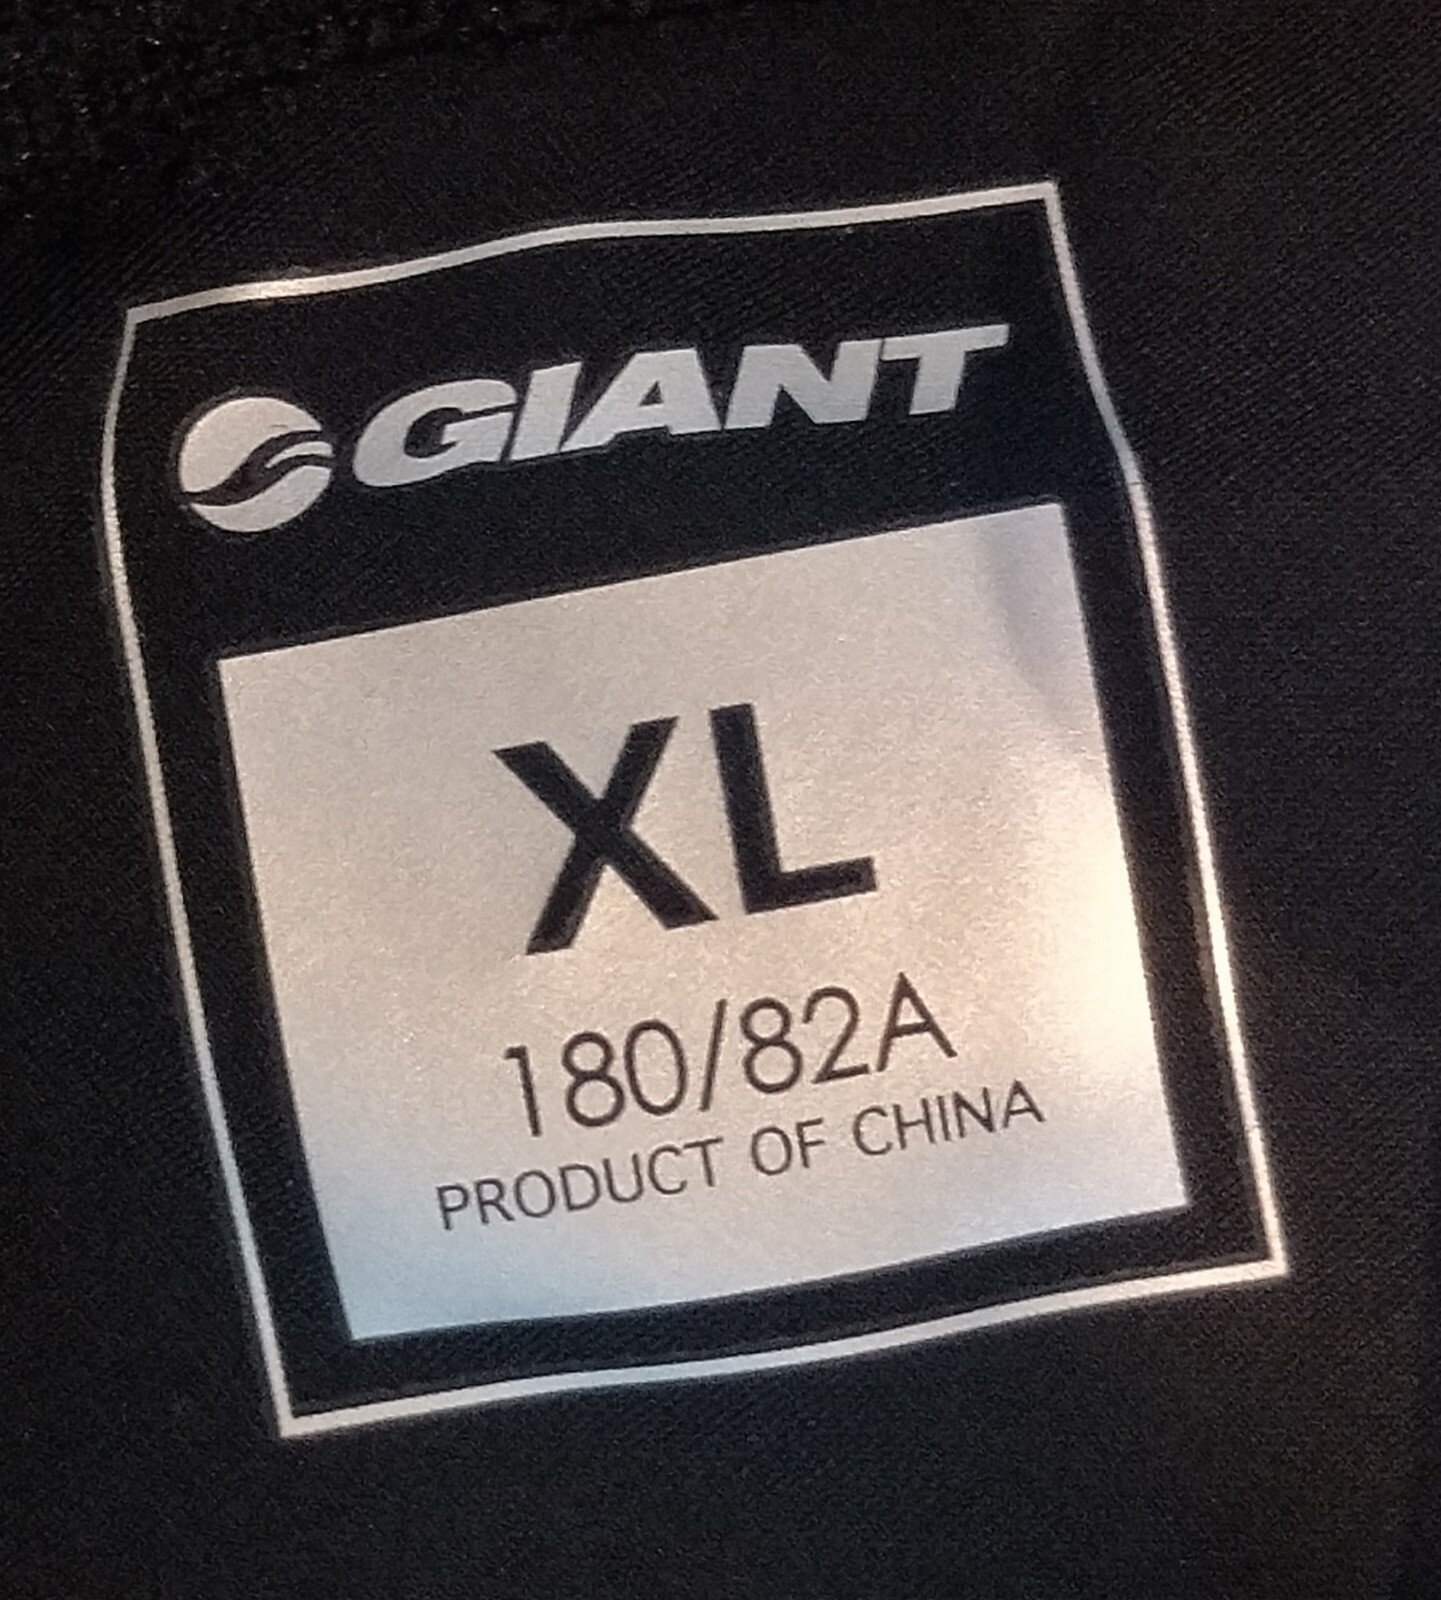 GIANT
XL
180/82A
PRODUCT OF CHINA